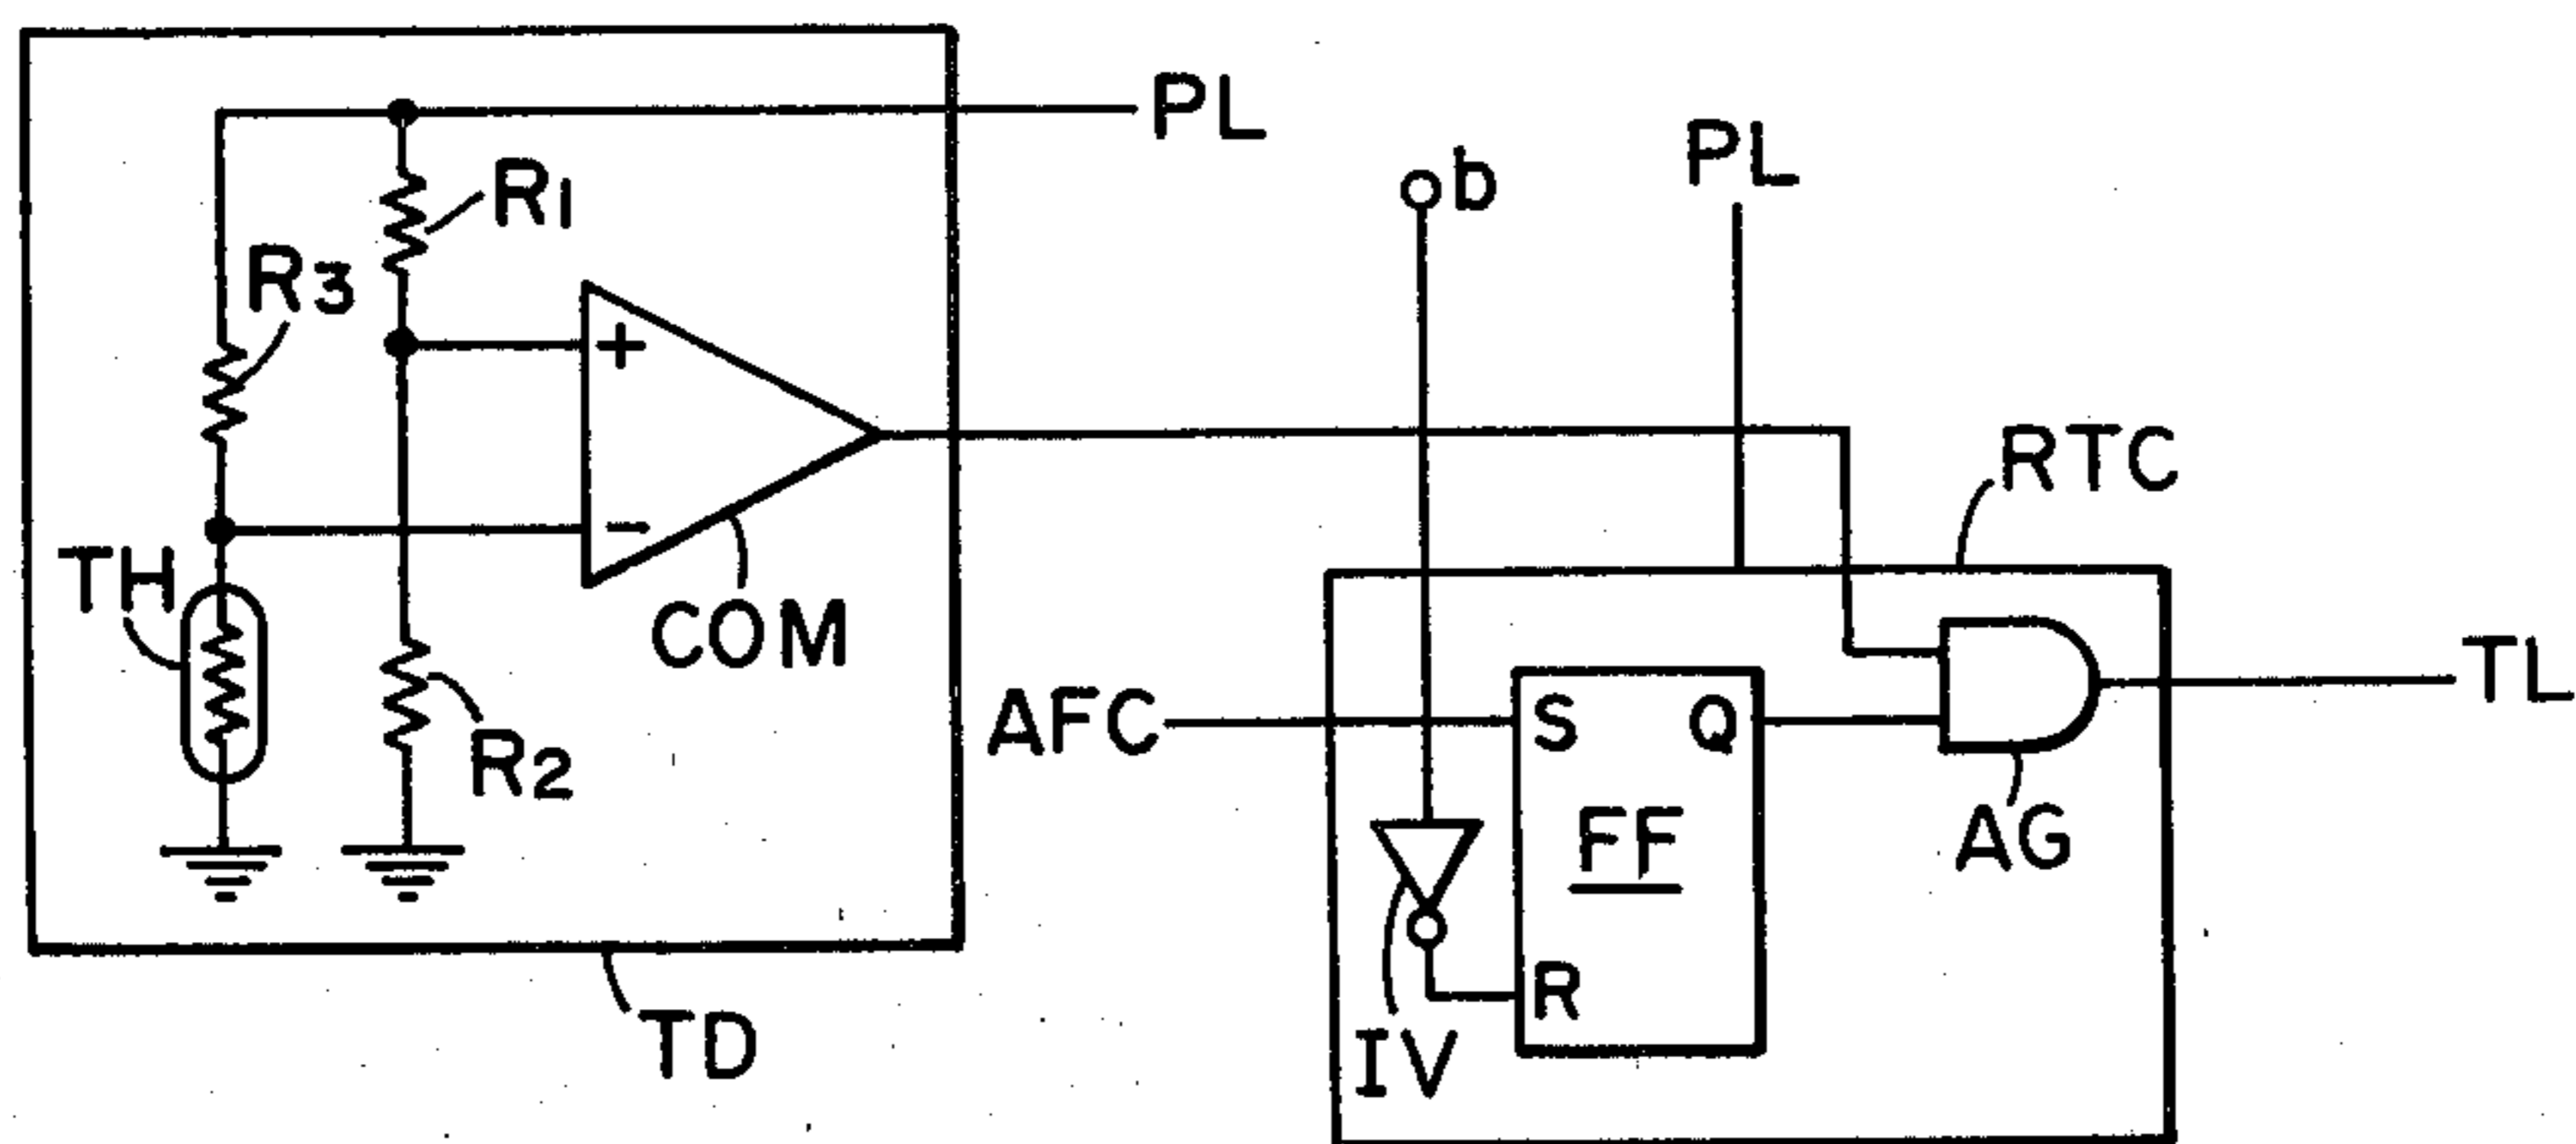 PL
R1
R3
+
-
TH
COM
R2
TD
b
PL
RTC
AFC
S
Q
FF
R
IV
AG
TL